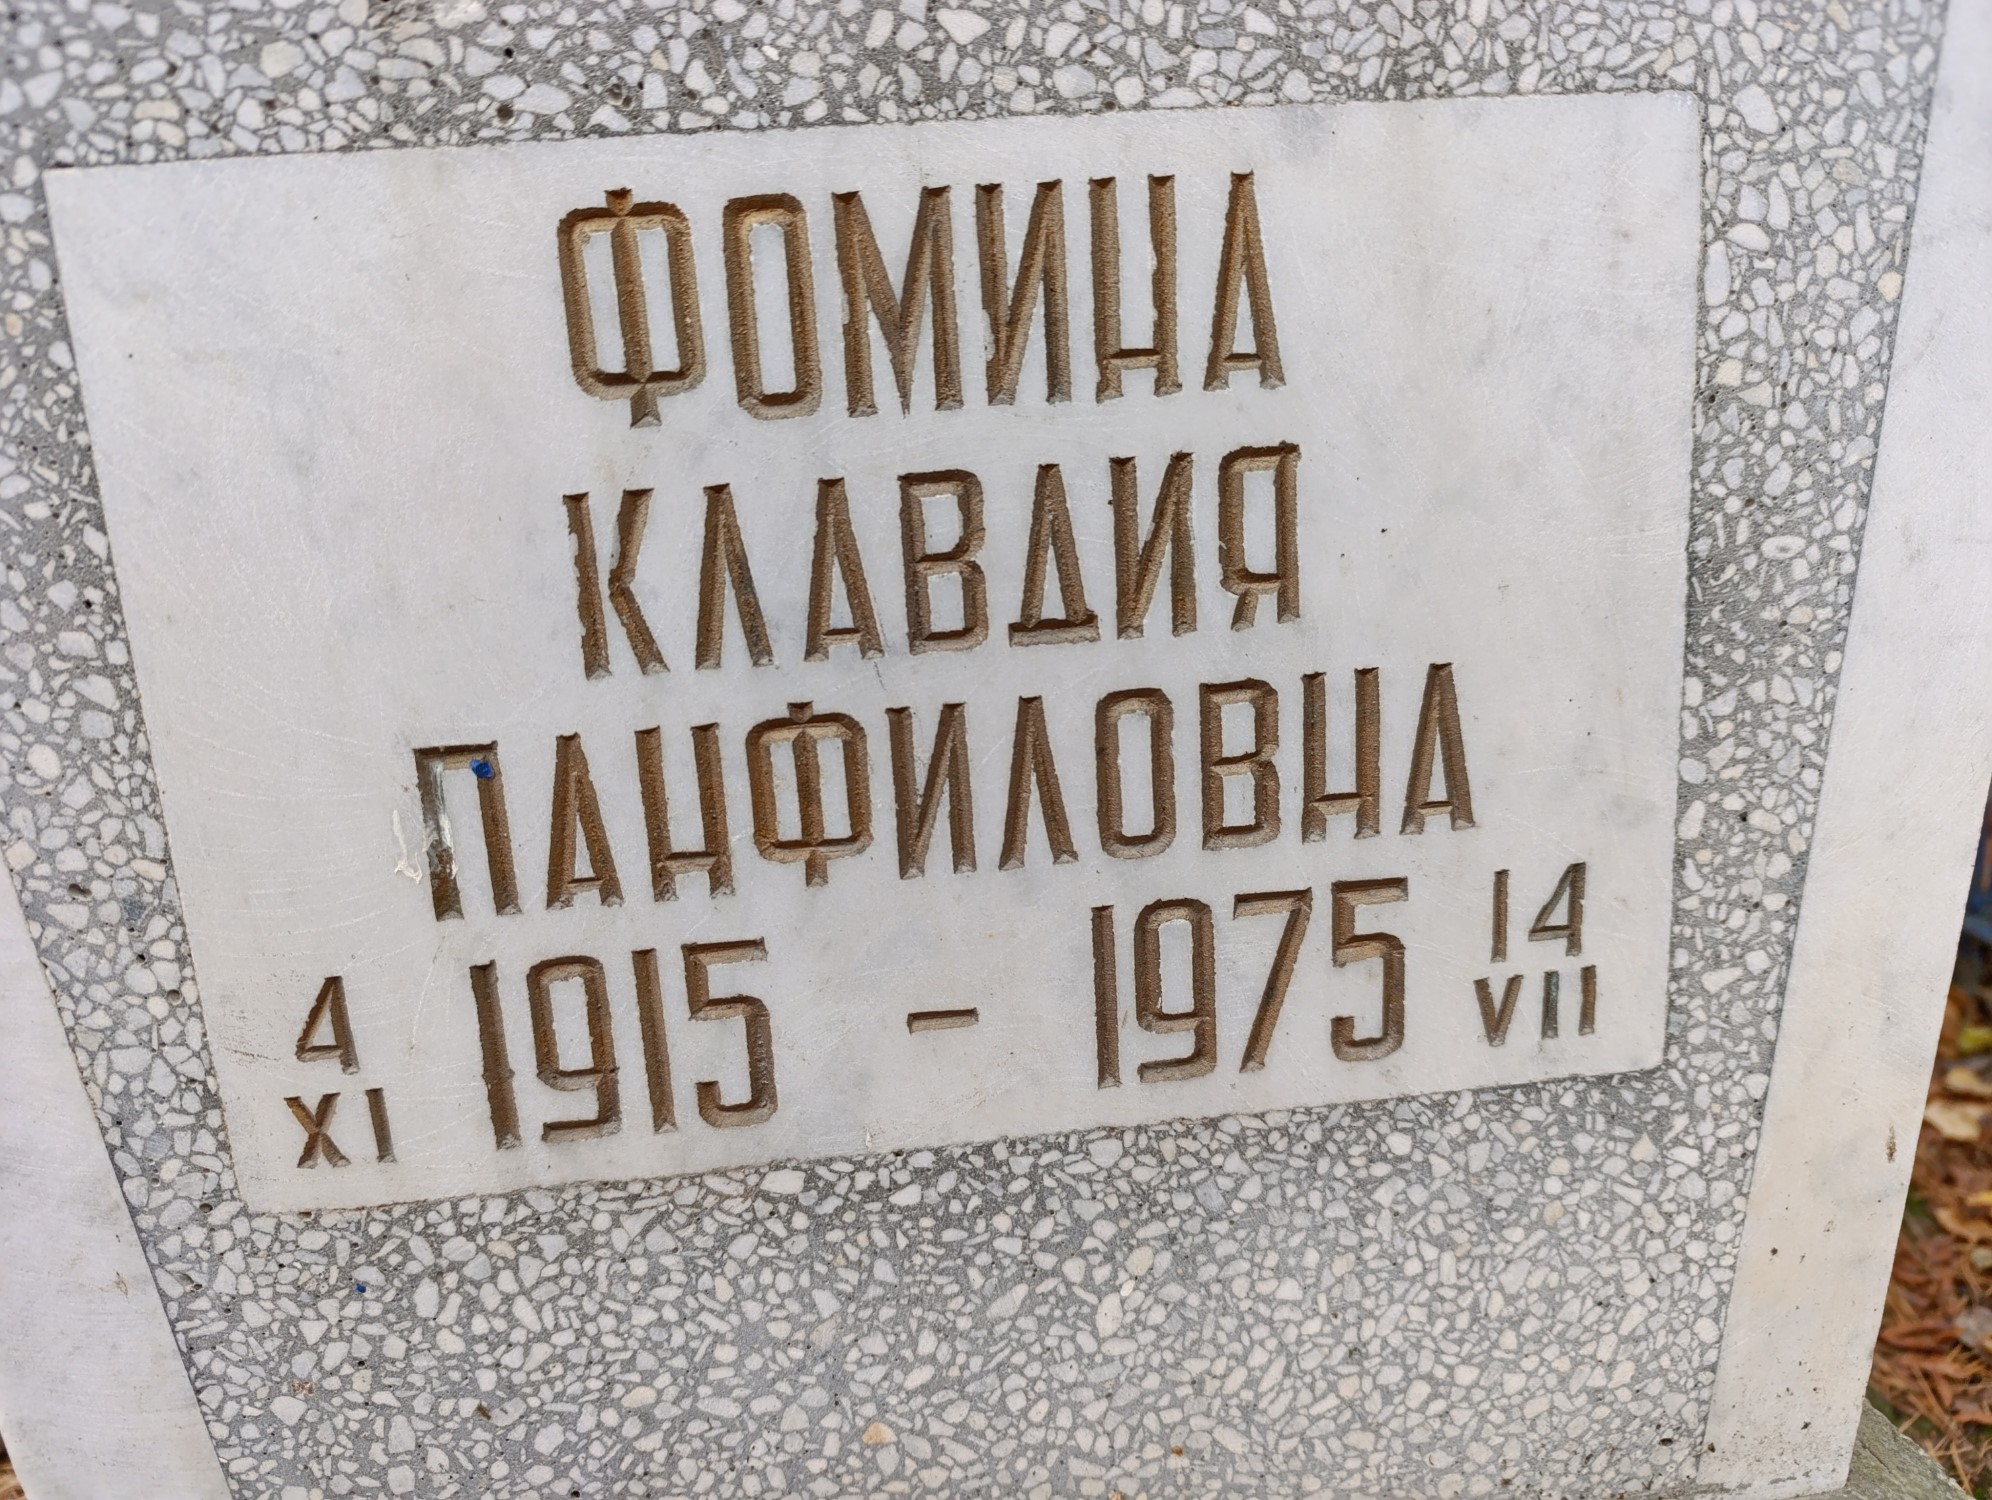 ФОМИНА
КЛАВДИЯ
ПАНФИЛОВНА
4 XI 1915 - 1975 14 VII